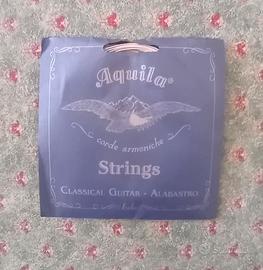 Aquila®
corde armoniche
Strings
Classical Guitar - Alabastro